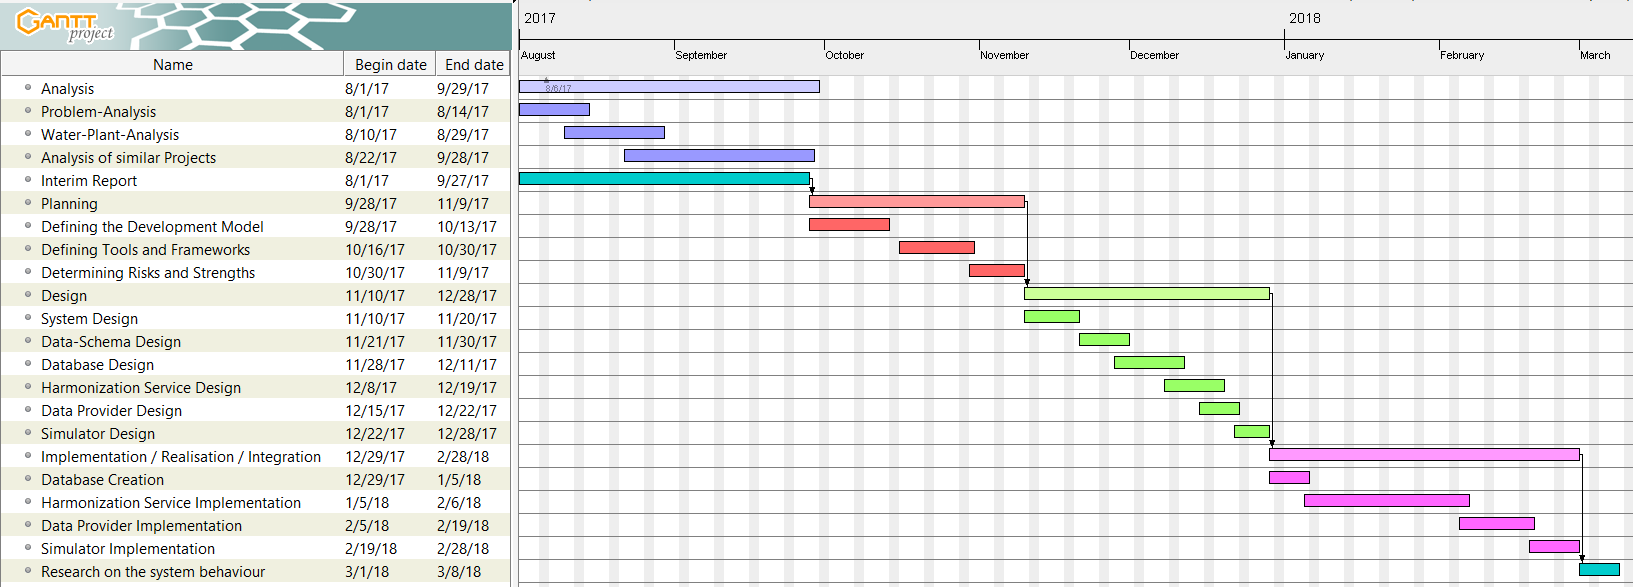 GANTT
project
2017 2018
August September October November December January February March
Name Begin date End date
Analysis 8/1/17 9/29/17
8/6/17
Problem-Analysis 8/1/17 8/14/17
Water-Plant-Analysis 8/10/17 8/29/17
Analysis of similar Projects 8/22/17 9/28/17
Interim Report 8/1/17 9/27/17
Planning 9/28/17 11/9/17
Defining the Development Model 9/28/17 10/13/17
Defining Tools and Frameworks 10/16/17 10/30/17
Determining Risks and Strengths 10/30/17 11/9/17
Design 11/10/17 12/28/17
System Design 11/10/17 11/20/17
Data-Schema Design 11/21/17 11/30/17
Database Design 11/28/17 12/11/17
Harmonization Service Design 12/8/17 12/19/17
Data Provider Design 12/15/17 12/22/17
Simulator Design 12/22/17 12/28/17
Implementation / Realisation / Integration 12/29/17 2/28/18
Database Creation 12/29/17 1/5/18
Harmonization Service Implementation 1/5/18 2/6/18
Data Provider Implementation 2/5/18 2/19/18
Simulator Implementation 2/19/18 2/28/18
Research on the system behaviour 3/1/18 3/8/18